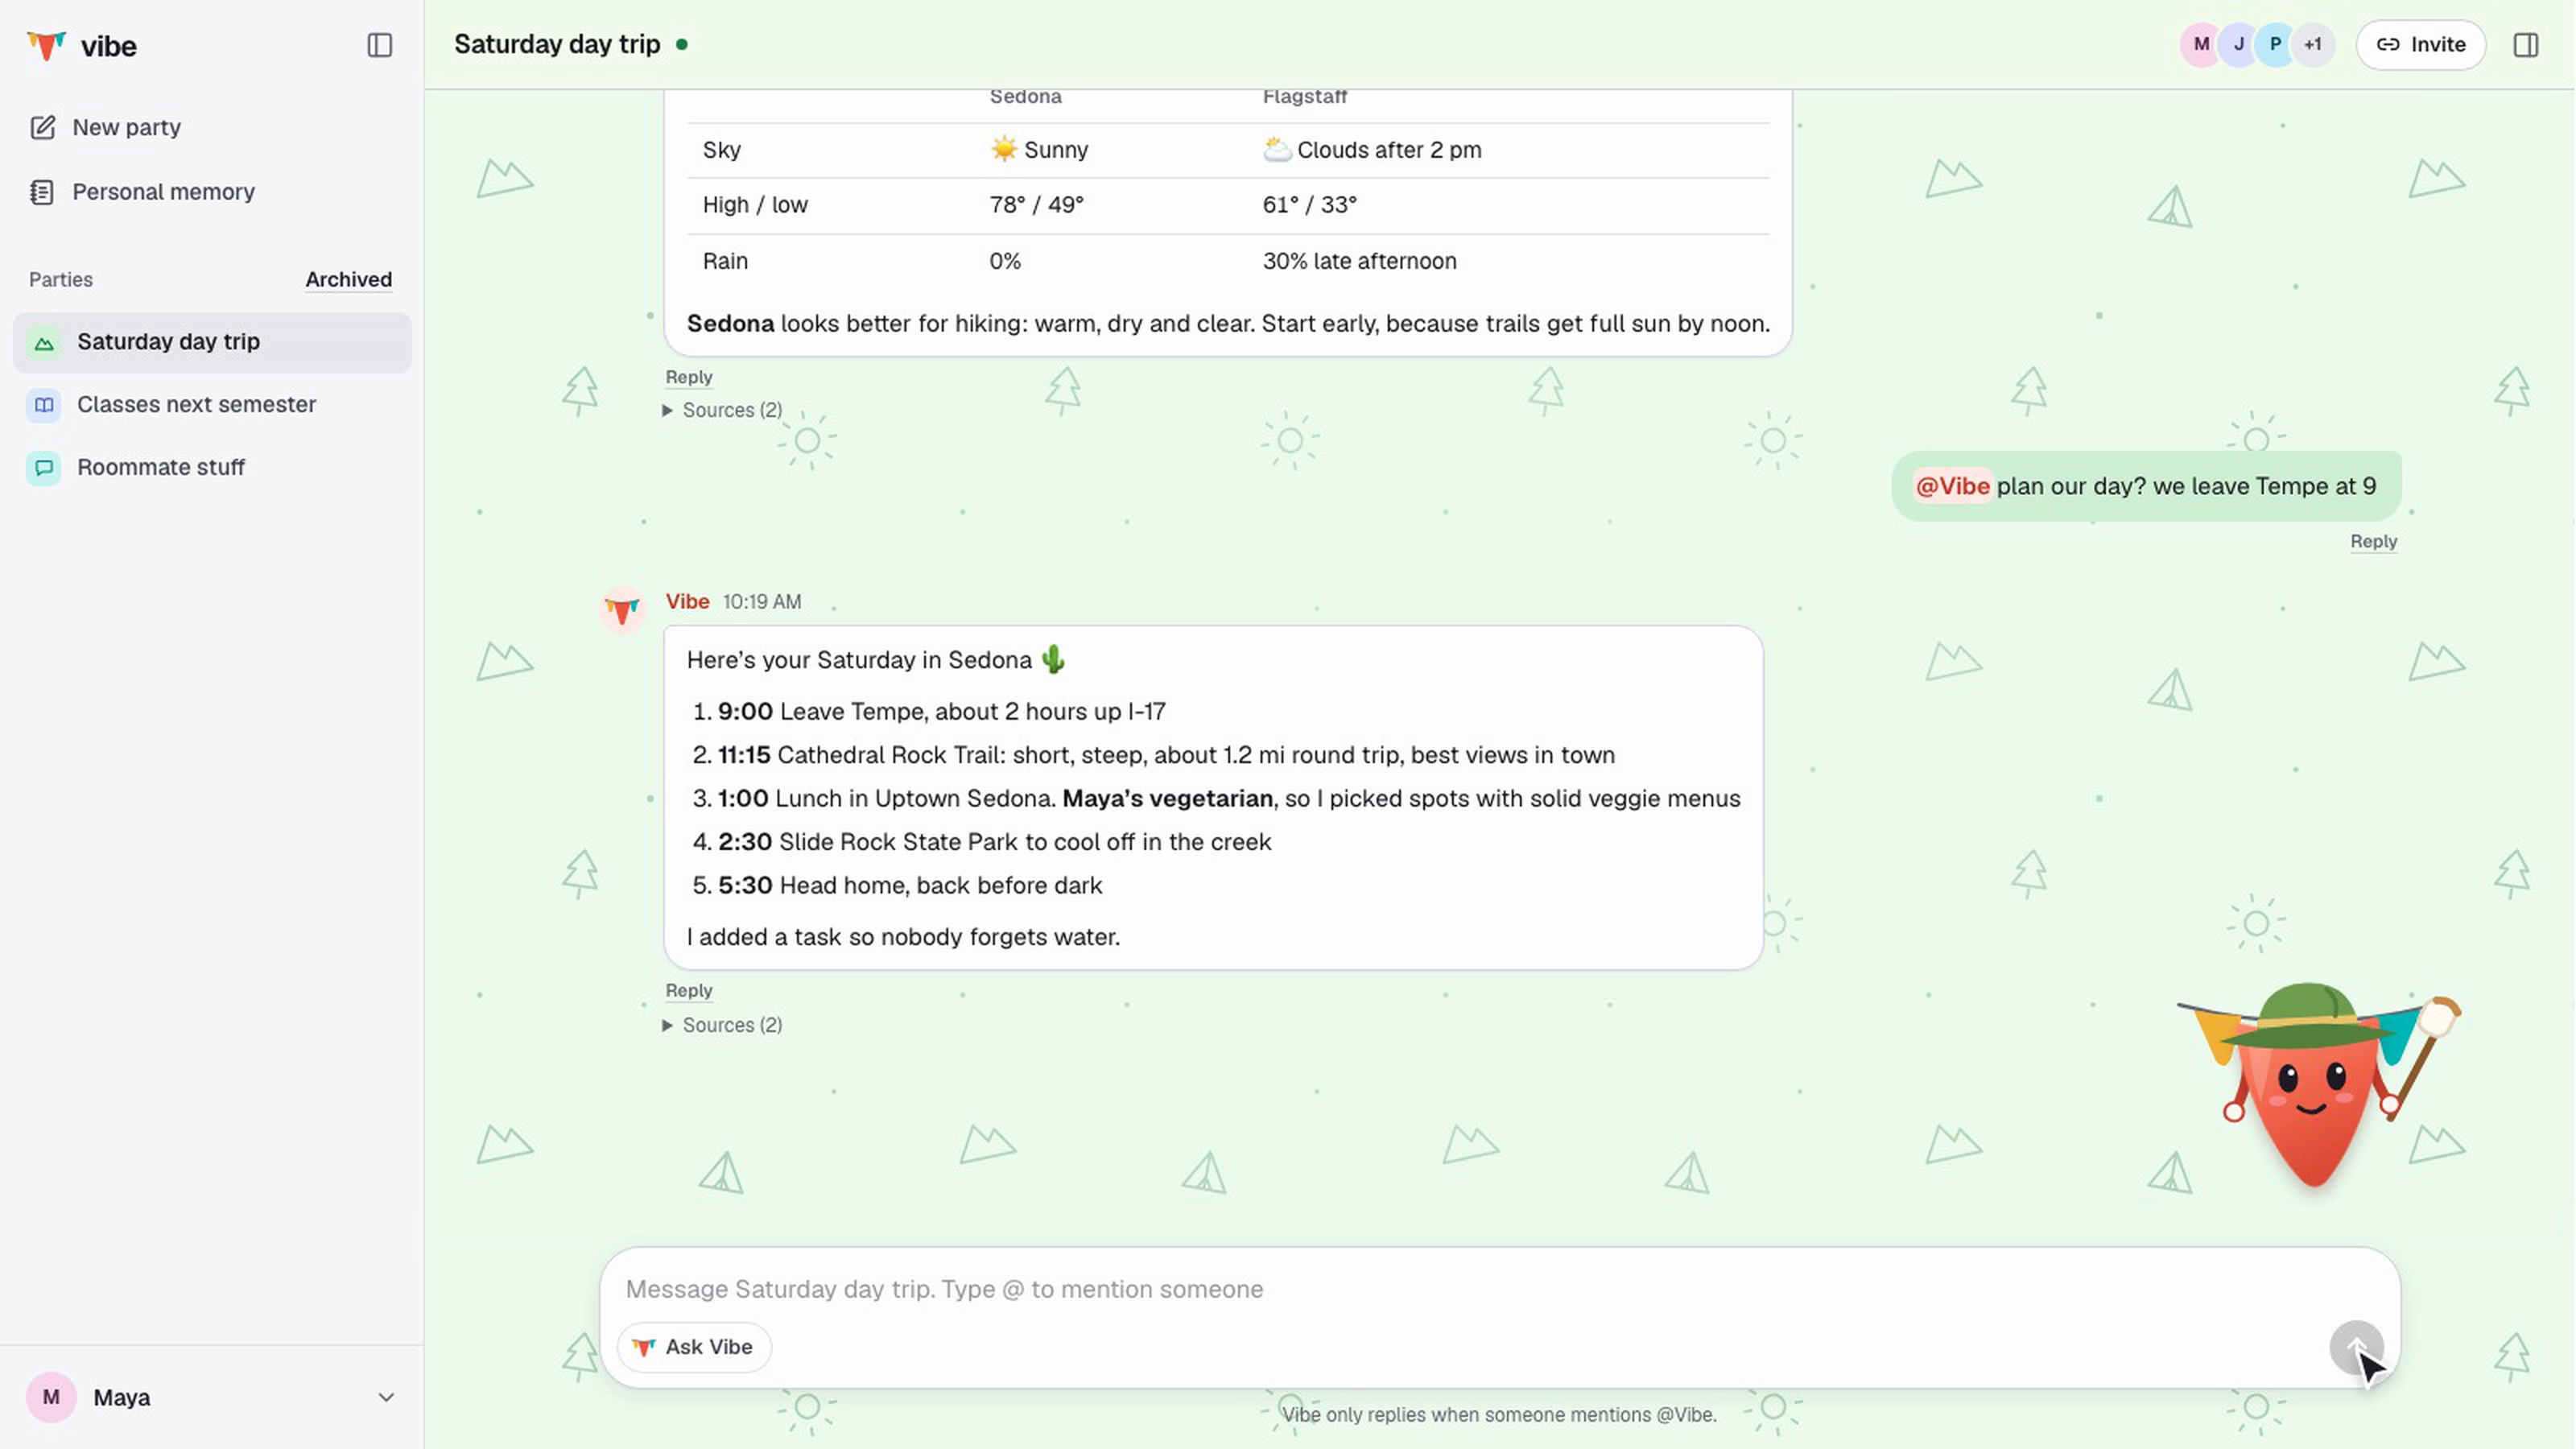 vibe
New party
Personal memory
Parties Archived
Saturday day trip
Classes next semester
Roommate stuff
M Maya
Saturday day trip
M J P +1 Invite
Sedona Flagstaff
Sky ☀️ Sunny 🌥️ Clouds after 2 pm
High / low 78° / 49° 61° / 33°
Rain 0% 30% late afternoon
Sedona looks better for hiking: warm, dry and clear. Start early, because trails get full sun by noon.
Reply
Sources (2)
@Vibe plan our day? we leave Tempe at 9
Reply
Vibe 10:19 AM
Here’s your Saturday in Sedona 🌵
1. 9:00 Leave Tempe, about 2 hours up I-17
2. 11:15 Cathedral Rock Trail: short, steep, about 1.2 mi round trip, best views in town
3. 1:00 Lunch in Uptown Sedona. Maya’s vegetarian, so I picked spots with solid veggie menus
4. 2:30 Slide Rock State Park to cool off in the creek
5. 5:30 Head home, back before dark
I added a task so nobody forgets water.
Reply
Sources (2)
Message Saturday day trip. Type @ to mention someone
Ask Vibe
Vibe only replies when someone mentions @Vibe.